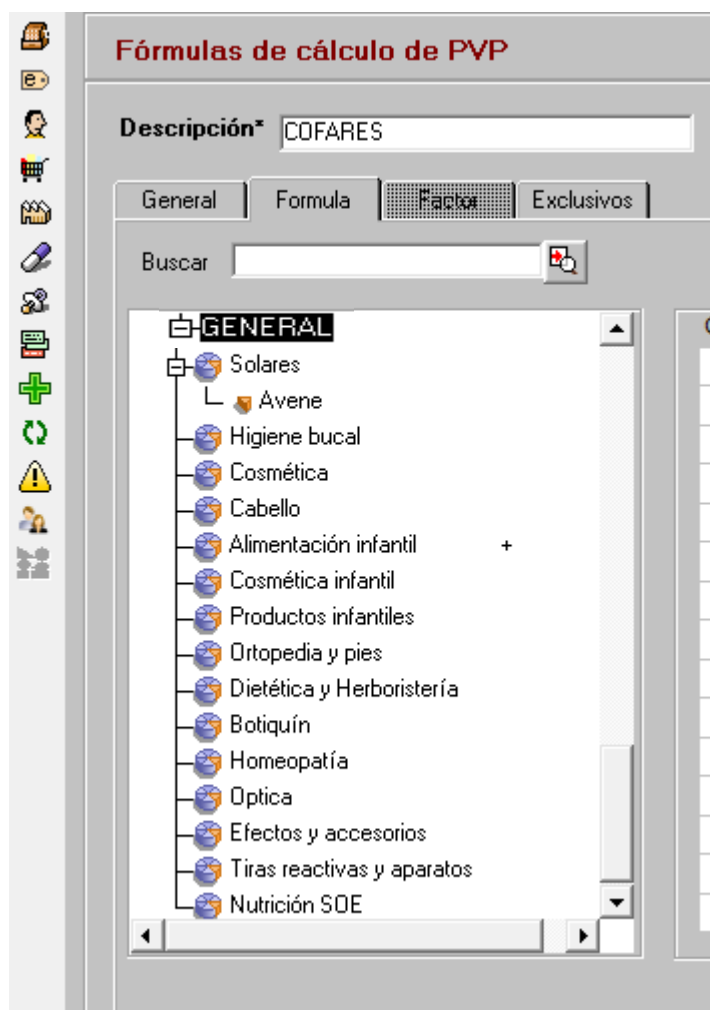 Fórmulas de cálculo de PVP
Descripción* COFARES
General Formula Factor Exclusivos
Buscar
GENERAL
Solares
Avene
Higiene bucal
Cosmética
Cabello
Alimentación infantil +
Cosmética infantil
Productos infantiles
Ortopedia y pies
Dietética y Herboristería
Botiquín
Homeopatía
Optica
Efectos y accesorios
Tiras reactivas y aparatos
Nutrición SOE